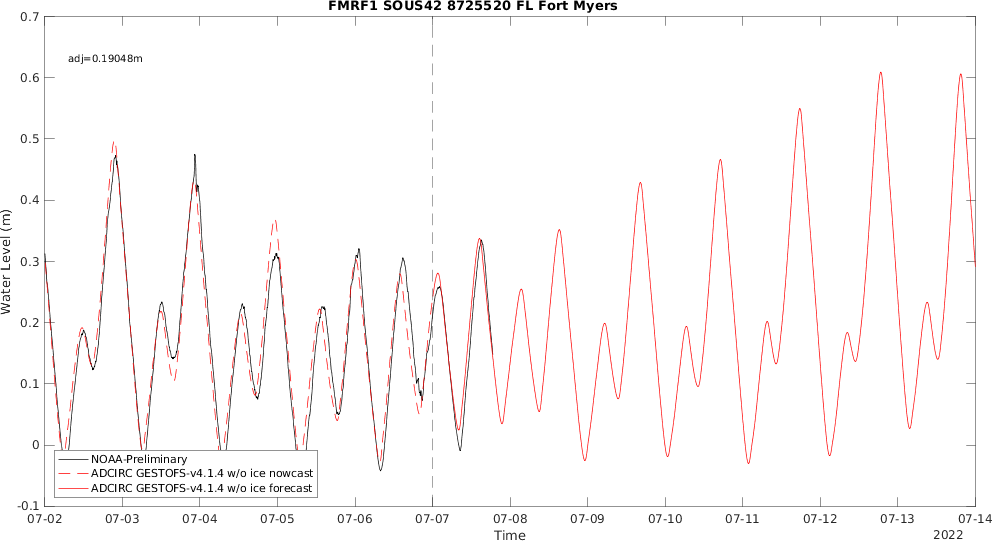 FMRF1 SOUS42 8725520 FL Fort Myers
0.7
adj=0.19048m
0.6
0.5
0.4
0.3
0.2
0.1
0
-0.1
Water Level (m)
NOAA-Preliminary
ADCIRC GESTOFS-v4.1.4 w/o ice nowcast
ADCIRC GESTOFS-v4.1.4 w/o ice forecast
07-02 07-03 07-04 07-05 07-06 07-07 07-08 07-09 07-10 07-11 07-12 07-13 07-14
Time
2022